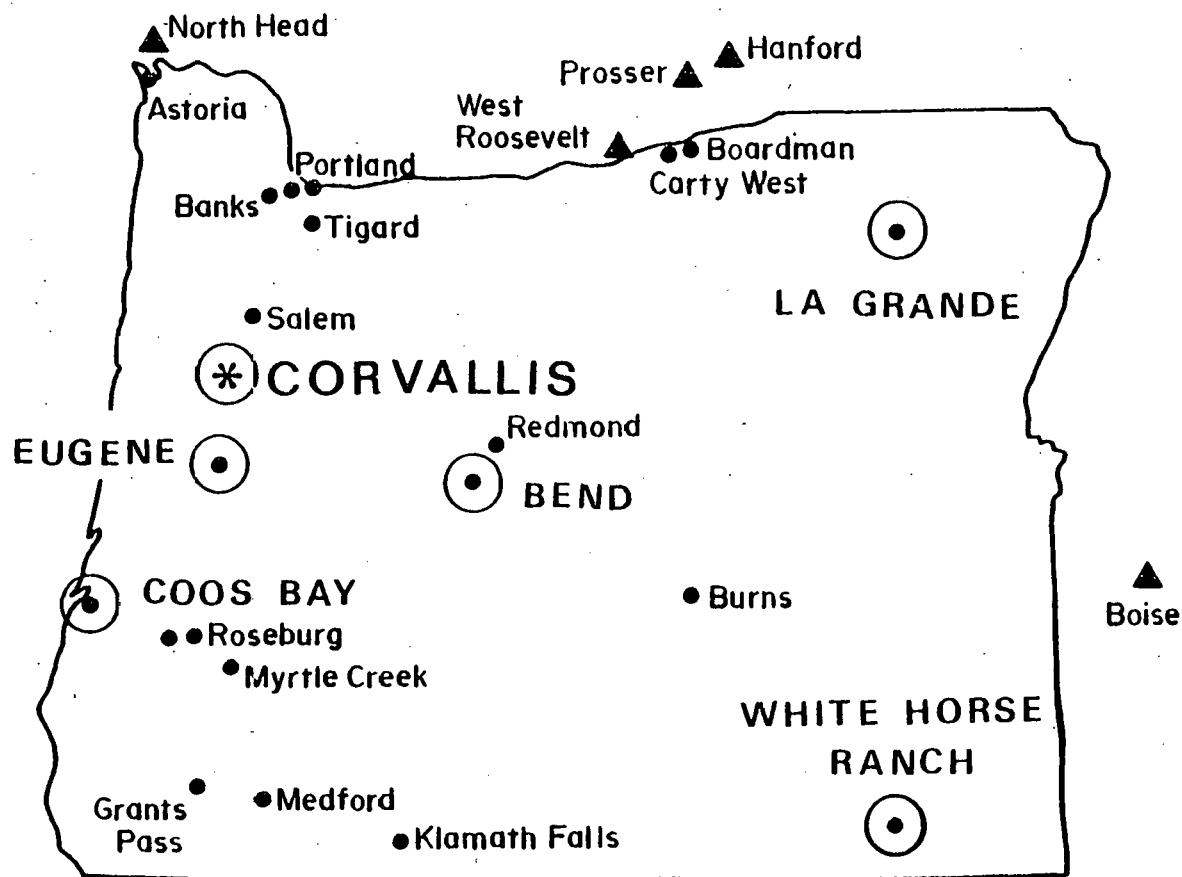 North Head
Hanford
Prosser
West
Roosevelt
Astoria
Boardman
Carty West
Portland
Banks
Tigard
LA GRANDE
Salem
CORVALLIS
Redmond
EUGENE
BEND
COOS BAY
Burns
Boise
Roseburg
Myrtle Creek
WHITE HORSE
RANCH
Grants
Pass
Medford
Klamath Falls